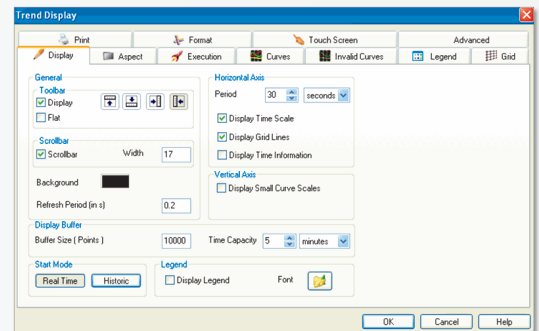 Trend Display
Print Format Touch Screen Advanced
Display Aspect Execution Curves Invalid Curves Legend Grid
General
Toolbar
Display
Flat
Scrollbar
Scrollbar Width 17
Background
Refresh Period (in s) 0.2
Horizontal Axis
Period 30 seconds
Display Time Scale
Display Grid Lines
Display Time Information
Vertical Axis
Display Small Curve Scales
Display Buffer
Buffer Size ( Points ) 10000 Time Capacity 5 minutes
Start Mode
Real Time Historic
Legend
Display Legend Font
OK Cancel Help